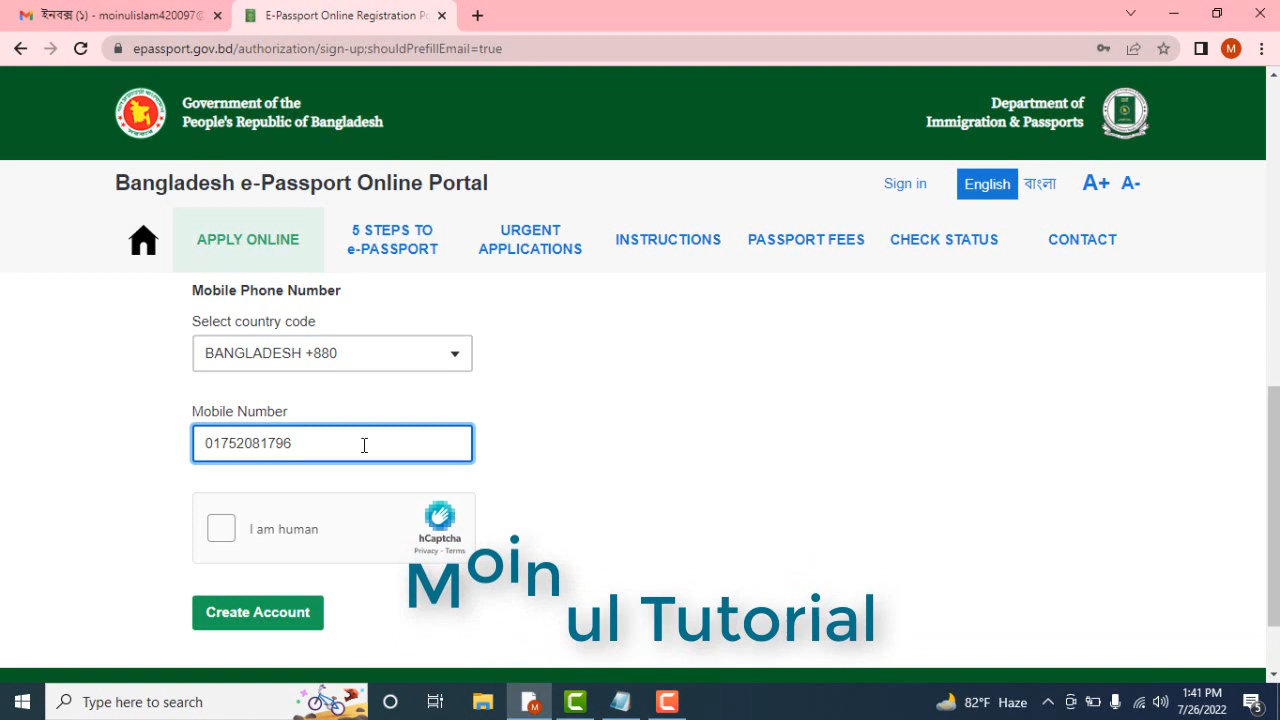 ইনবক্স (১) - moinulislam420097@
E-Passport Online Registration Po
epassport.gov.bd/authorization/sign-up;shouldPrefillEmail=true
M
Government of the
People's Republic of Bangladesh
Department of
Immigration & Passports
Bangladesh e-Passport Online Portal
Sign in
English
বাংলা
A+
A-
APPLY ONLINE
5 STEPS TO
e-PASSPORT
URGENT
APPLICATIONS
INSTRUCTIONS
PASSPORT FEES
CHECK STATUS
CONTACT
Mobile Phone Number
Select country code
BANGLADESH +880
Mobile Number
01752081796
I am human
hCaptcha
Privacy - Terms
Create Account
Moin
ul Tutorial
Type here to search
82°F Haze
1:41 PM
7/26/2022
5